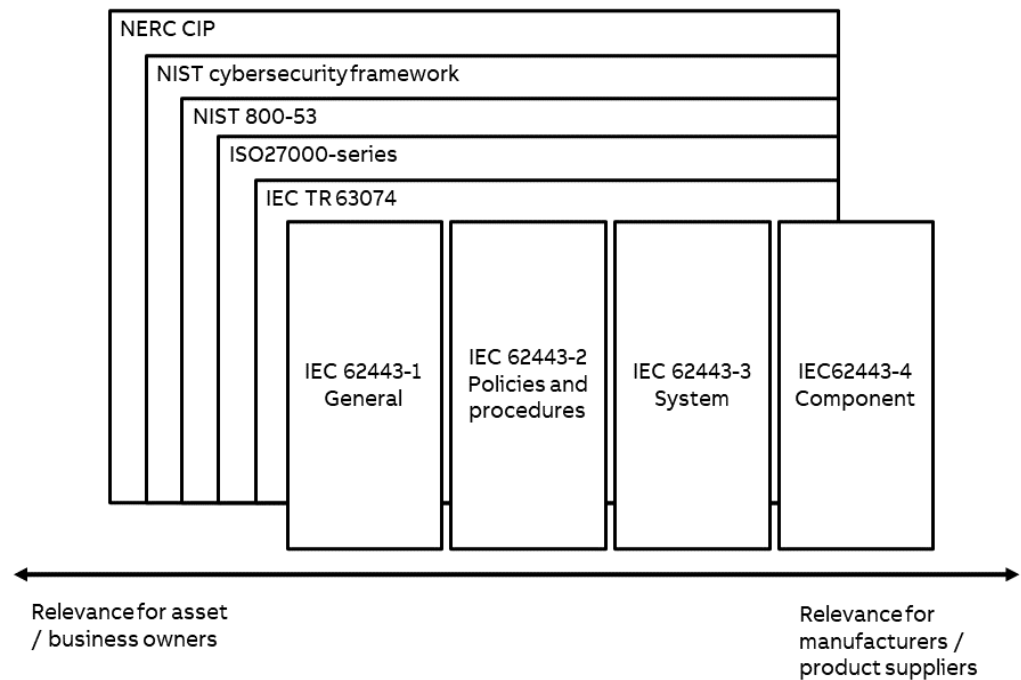 NERC CIP
NIST cybersecurity framework
NIST 800-53
ISO27000-series
IEC TR 63074
IEC 62443-1
General
IEC 62443-2
Policies and
procedures
IEC 62443-3
System
IEC62443-4
Component
Relevance for asset
/ business owners
Relevance for
manufacturers /
product suppliers